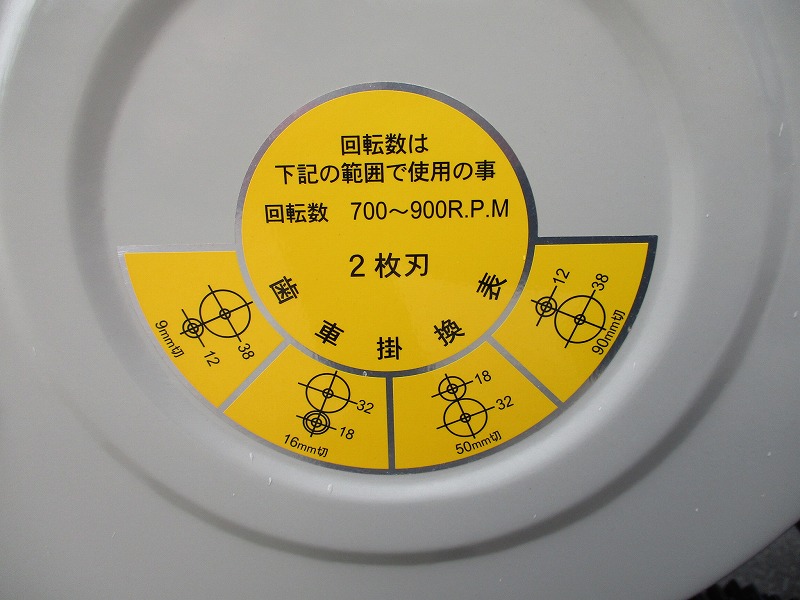 回転数は
下記の範囲で使用の事
回転数 700～900R.P.M
2枚刃
歯車掛換表
12
38
9mm切
32
18
16mm切
18
32
50mm切
12
38
90mm切